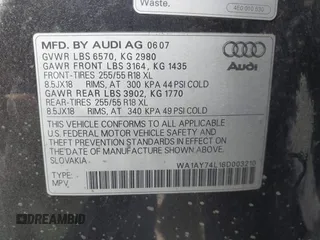 Waste.
MFD. BY AUDI AG 06 07
GVWR LBS 6570, KG 2980
GAWR FRONT LBS 3164, KG 1435
FRONT-TIRES 255/55 R18 XL
8.5JX18 RIMS, AT 300 KPA 44 PSI COLD
GAWR REAR LBS 3902, KG 1770
REAR-TIRES 255/55 R18 XL
8.5JX18 RIMS, AT 340 KPA 49 PSI COLD
THIS VEHICLE CONFORMS TO ALL APPLICABLE FEDERAL
MOTOR VEHICLE SAFETY AND THEFT PREVENTION STANDARDS
IN EFFECT ON THE DATE OF MANUFACTURE SHOWN ABOVE.
SLOVAKIA
WA1AY74L18D003210
TYPE:
MPV
Audi
DREAMBID